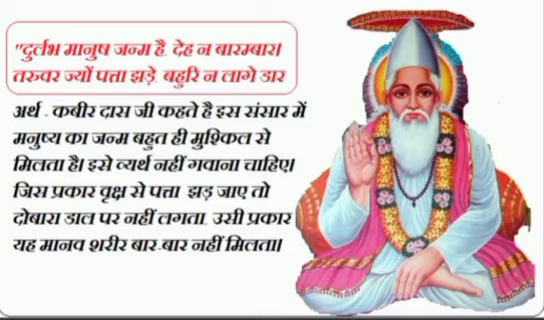 "दुर्लभ मानुष जन्म है, देह न बारम्बार।
तरुवर ज्यों पत्ता झड़े, बहुरि न लागे डार
अर्थ - कबीर दास जी कहते है इस संसार में
मनुष्य का जन्म बहुत ही मुश्किल से
मिलता है। इसे व्यर्थ नहीं गवाना चाहिए।
जिस प्रकार वृक्ष से पत्ता झड़ जाए तो
दोबारा डाल पर नहीं लगता, उसी प्रकार
यह मानव शरीर बार-बार नहीं मिलता।